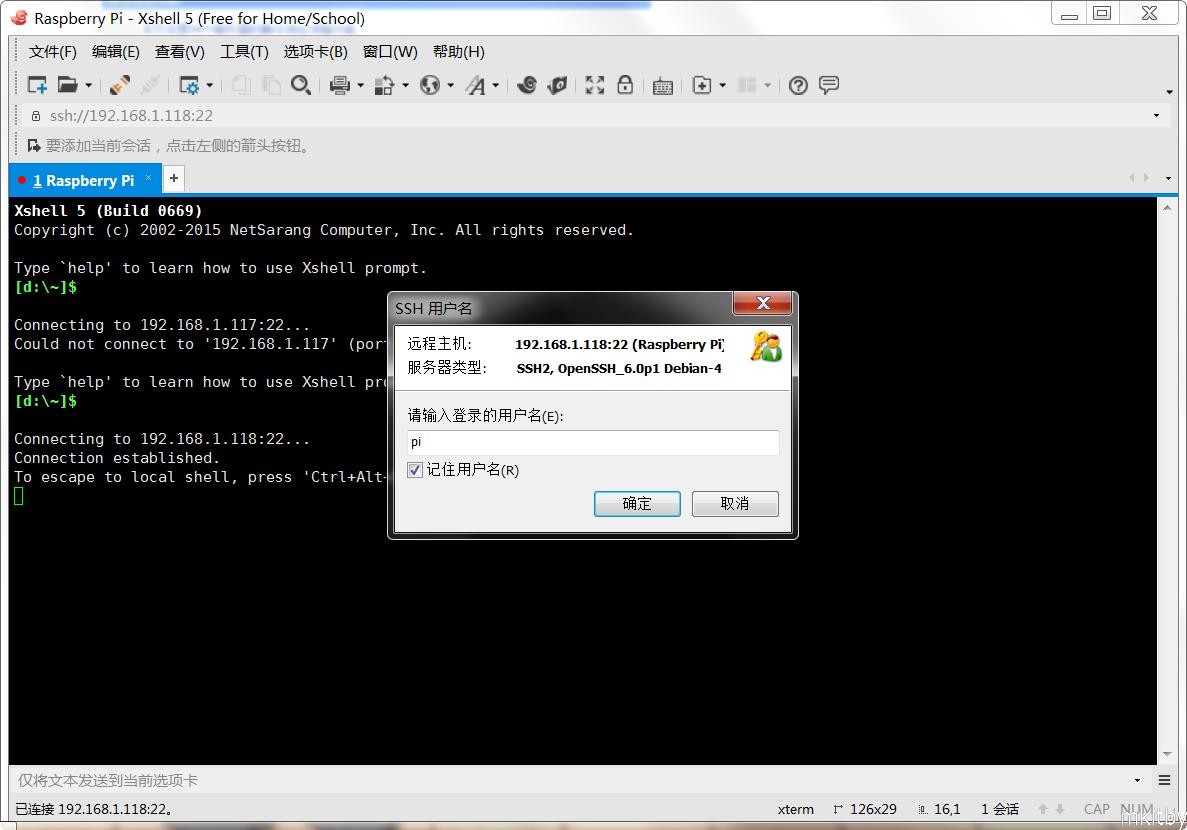 Raspberry Pi - Xshell 5 (Free for Home/School)
文件(F) 编辑(E) 查看(V) 工具(T) 选项卡(B) 窗口(W) 帮助(H)
ssh://192.168.1.118:22
要添加当前会话，点击左侧的箭头按钮。
1 Raspberry Pi
Xshell 5 (Build 0669)
Copyright (c) 2002-2015 NetSarang Computer, Inc. All rights reserved.
Type `help' to learn how to use Xshell prompt.
[d:\~]$
Connecting to 192.168.1.117:22...
Could not connect to '192.168.1.117' (por
Type `help' to learn how to use Xshell pr
[d:\~]$
Connecting to 192.168.1.118:22...
Connection established.
To escape to local shell, press 'Ctrl+Alt
SSH 用户名
远程主机: 192.168.1.118:22 (Raspberry Pi)
服务器类型: SSH2, OpenSSH_6.0p1 Debian-4
请输入登录的用户名(E):
pi
记住用户名(R)
确定 取消
仅将文本发送到当前选项卡
已连接 192.168.1.118:22。 xterm 126x29 16,1 1 会话 CAP NUM